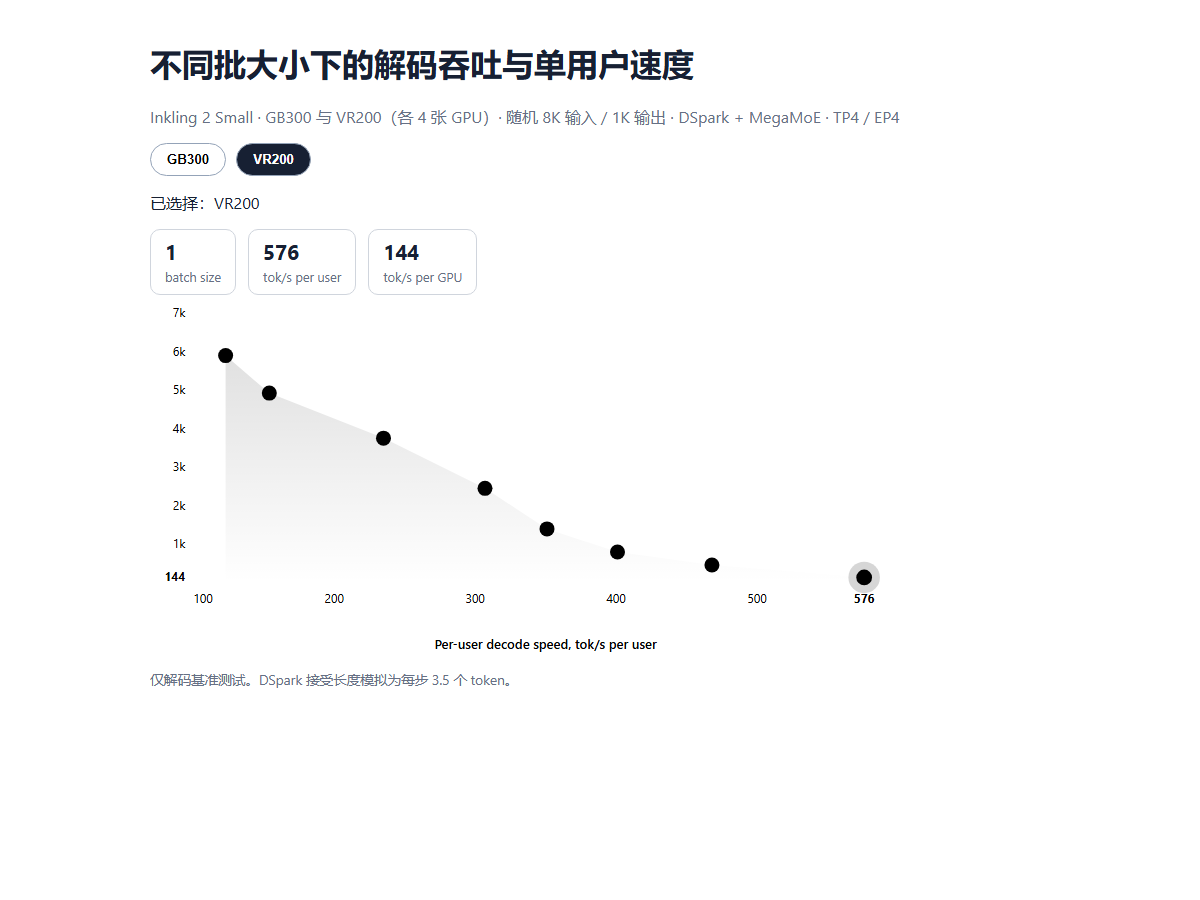 不同批大小下的解码吞吐与单用户速度
Inkling 2 Small · GB300 与 VR200（各 4 张 GPU）· 随机 8K 输入 / 1K 输出 · DSpark + MegaMoE · TP4 / EP4
GB300 VR200
已选择：VR200
1 576 144
batch size tok/s per user tok/s per GPU
7k
6k
5k
4k
3k
2k
1k
144
100 200 300 400 500 576
Per-user decode speed, tok/s per user
仅解码基准测试。DSpark 接受长度模拟为每步 3.5 个 token。